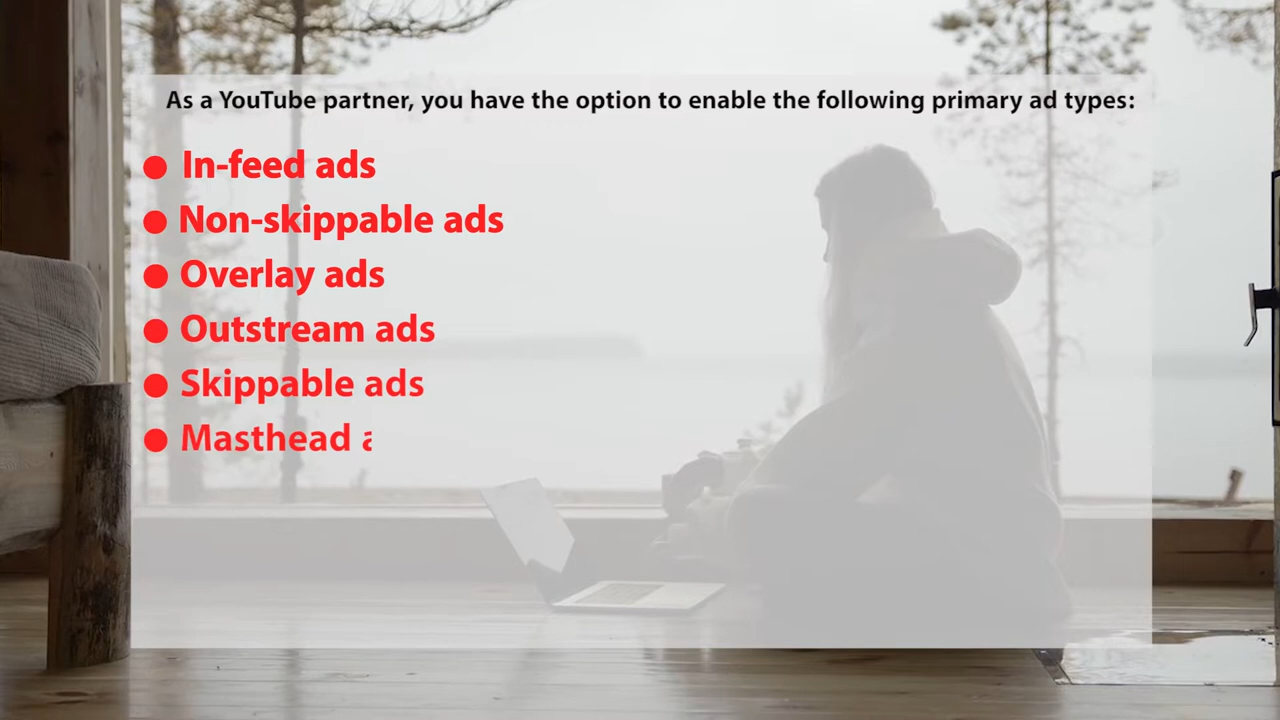 As a YouTube partner, you have the option to enable the following primary ad types:
● In-feed ads
● Non-skippable ads
● Overlay ads
● Outstream ads
● Skippable ads
● Masthead a